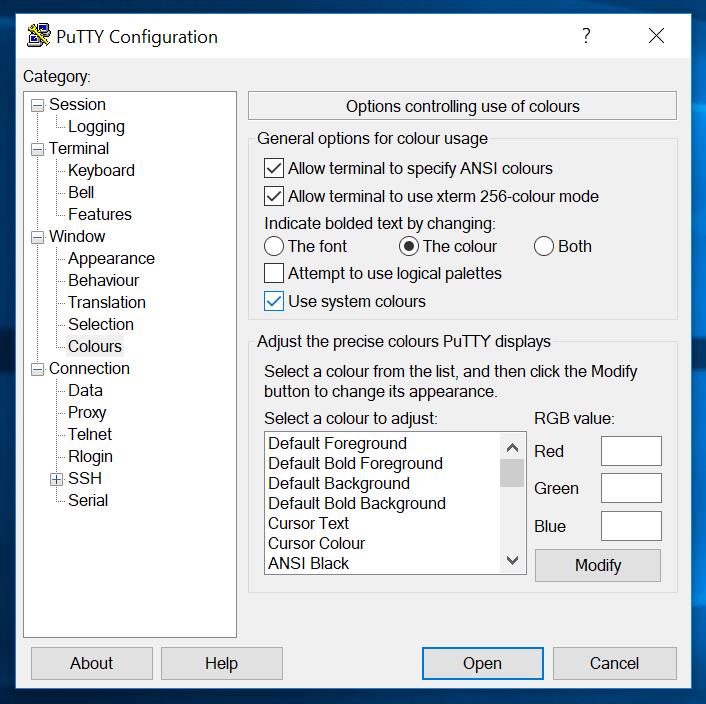 PuTTY Configuration
?
Category:
Session
Logging
Terminal
Keyboard
Bell
Features
Window
Appearance
Behaviour
Translation
Selection
Colours
Connection
Data
Proxy
Telnet
Rlogin
SSH
Serial
Options controlling use of colours
General options for colour usage
Allow terminal to specify ANSI colours
Allow terminal to use xterm 256-colour mode
Indicate bolded text by changing:
The font The colour Both
Attempt to use logical palettes
Use system colours
Adjust the precise colours PuTTY displays
Select a colour from the list, and then click the Modify
button to change its appearance.
Select a colour to adjust:
Default Foreground
Default Bold Foreground
Default Background
Default Bold Background
Cursor Text
Cursor Colour
ANSI Black
RGB value:
Red
Green
Blue
Modify
About Help Open Cancel